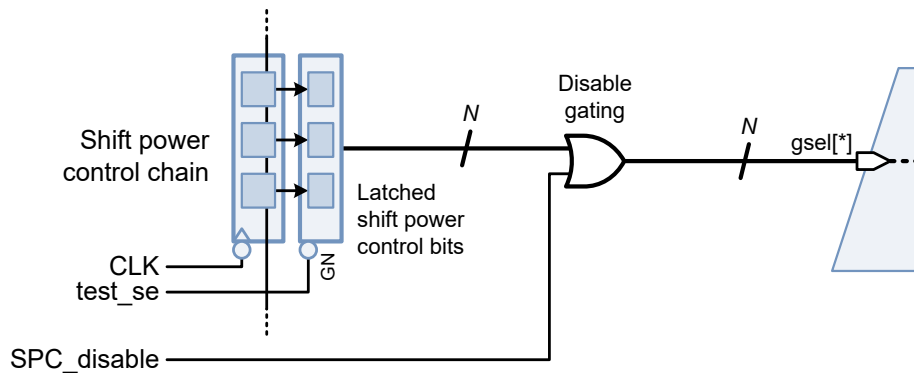 Disable
gating
N
N
gsel[*]
Shift power
control chain
Latched
shift power
control bits
GN
CLK
test_se
SPC_disable